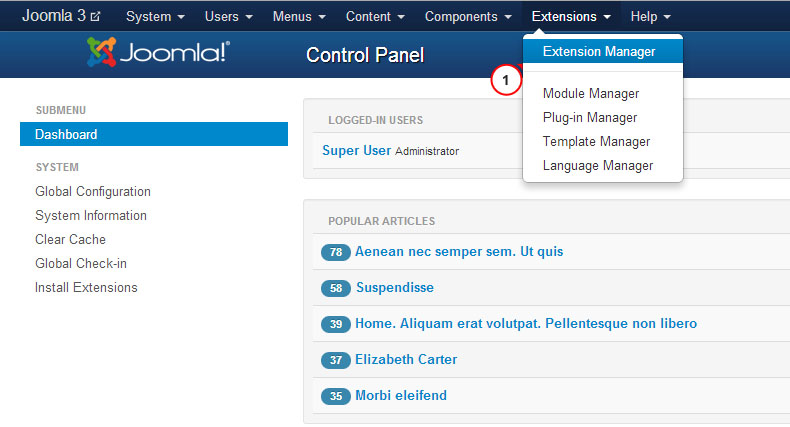 Joomla 3 System Users Menus Content Components Extensions Help
Joomla!® Control Panel
Extension Manager
1
Module Manager
Plug-in Manager
Template Manager
Language Manager
SUBMENU
Dashboard
SYSTEM
Global Configuration
System Information
Clear Cache
Global Check-in
Install Extensions
LOGGED-IN USERS
Super User Administrator
POPULAR ARTICLES
78 Aenean nec semper sem. Ut quis
58 Suspendisse
39 Home. Aliquam erat volutpat. Pellentesque non libero
37 Elizabeth Carter
35 Morbi eleifend